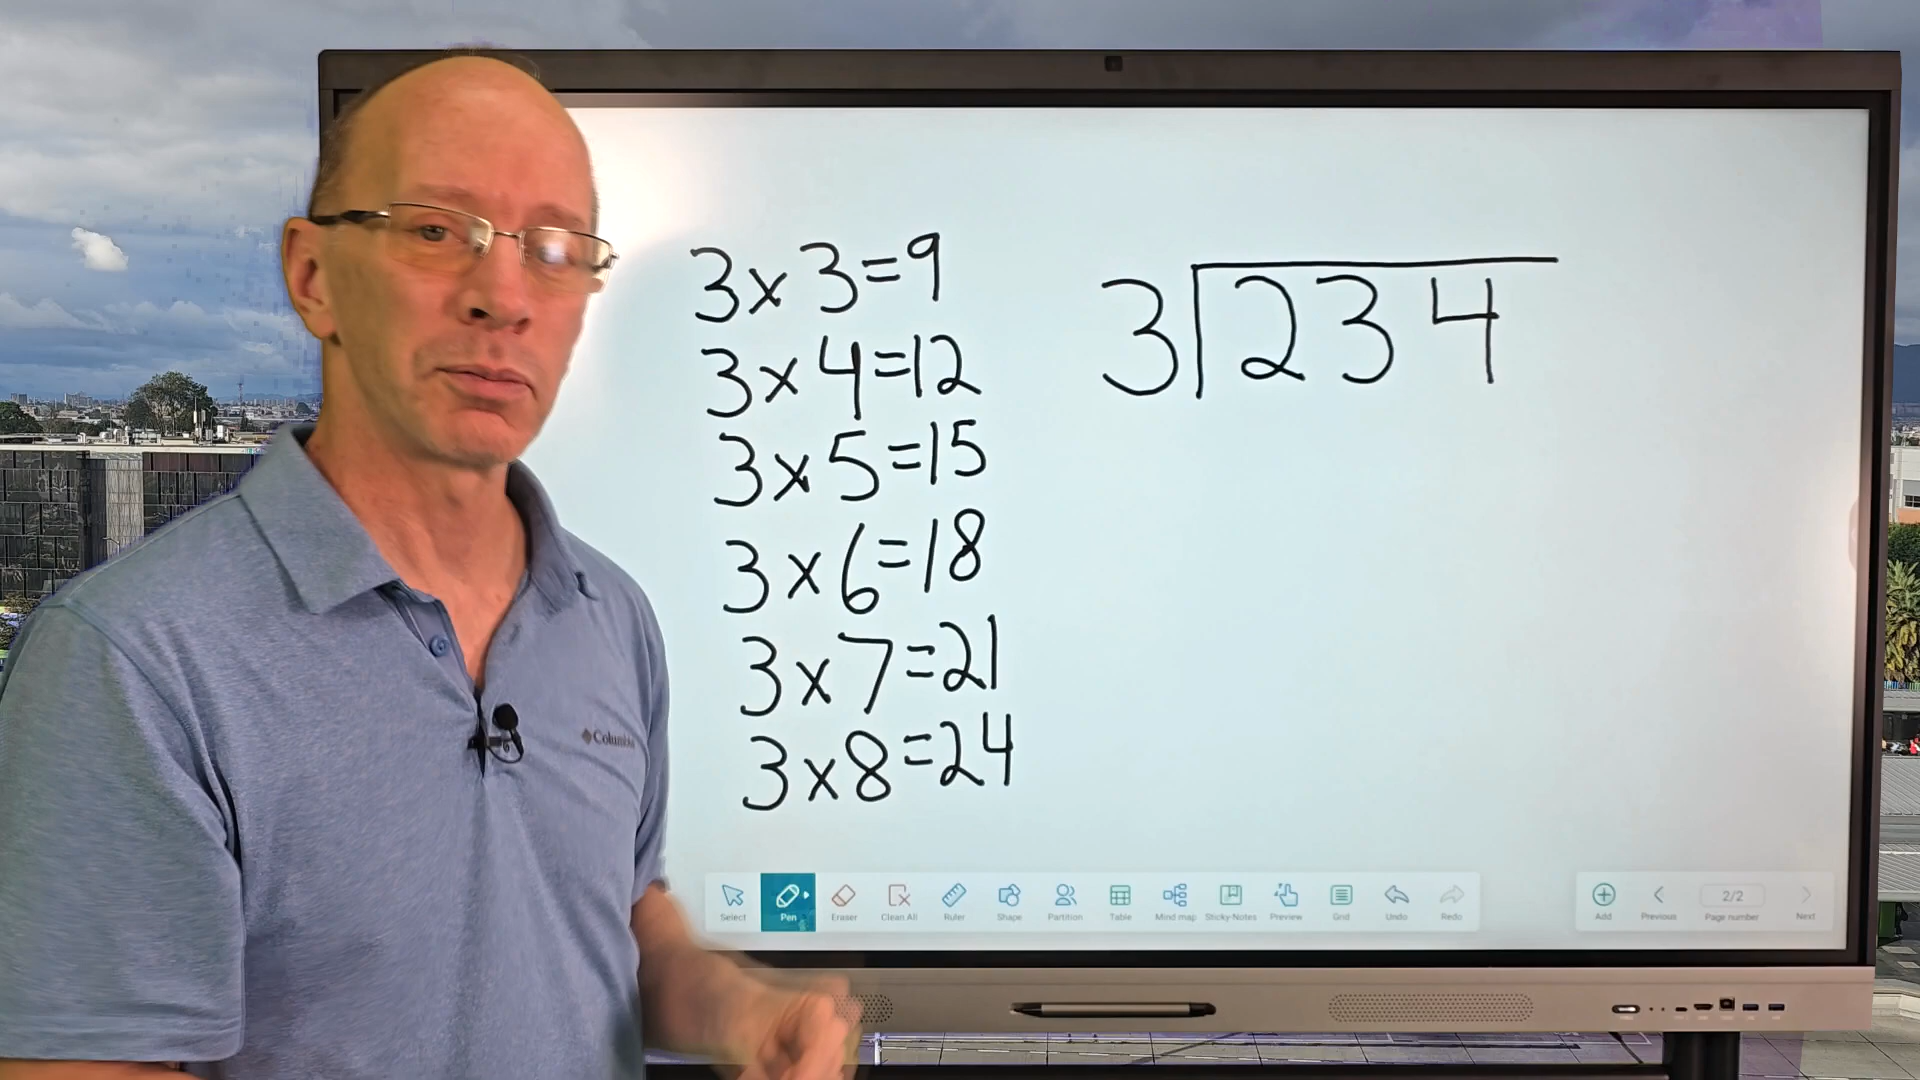 3x3=9
3x4=12
3x5=15
3x6=18
3x7=21
3x8=24
3)234
Columbia
Select Pen Eraser Clean All Ruler Shape Partition Table Mind map Sticky-Notes Preview Grid Undo Redo
Add Previous 2/2 Page number Next